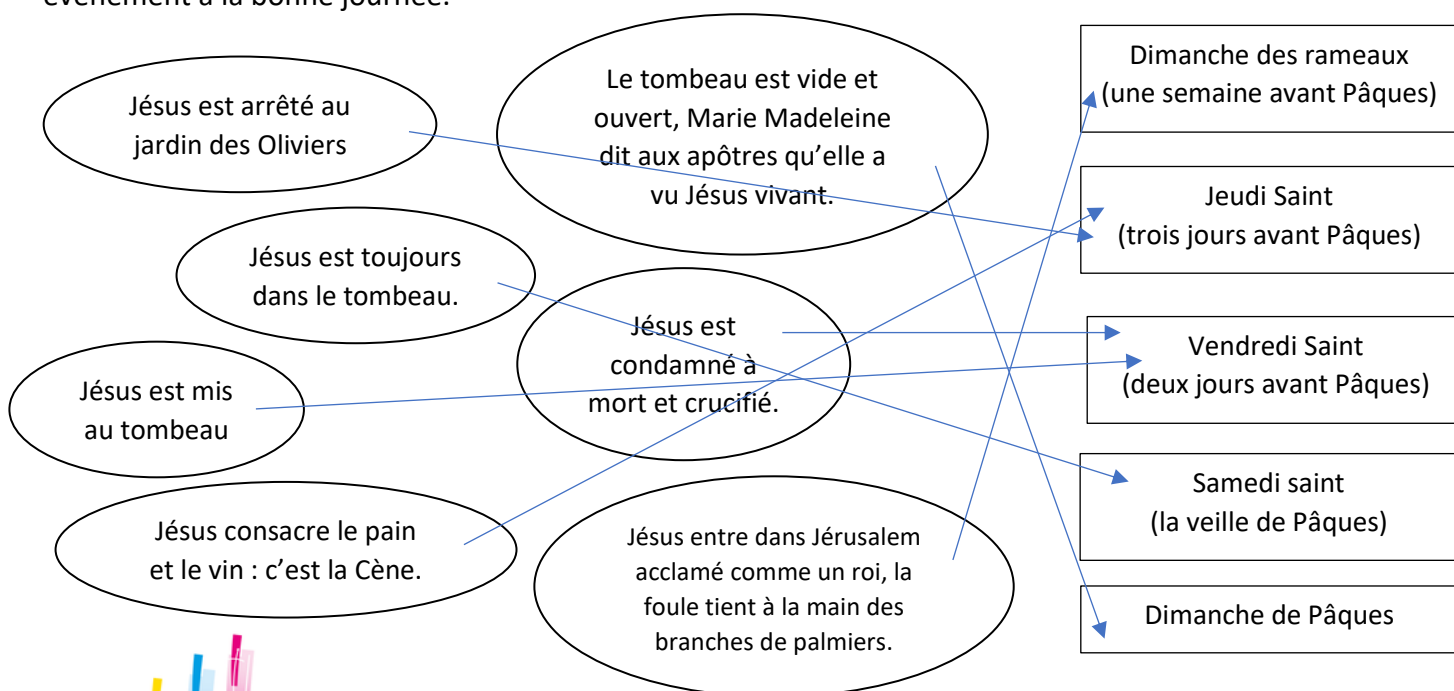 évènement à la bonne journée.
Jésus est arrêté au
jardin des Oliviers
Le tombeau est vide et
ouvert, Marie Madeleine
dit aux apôtres qu’elle a
vu Jésus vivant.
Dimanche des rameaux
(une semaine avant Pâques)
Jeudi Saint
(trois jours avant Pâques)
Jésus est toujours
dans le tombeau.
Jésus est
condamné à
mort et crucifié.
Vendredi Saint
(deux jours avant Pâques)
Jésus est mis
au tombeau
Samedi saint
(la veille de Pâques)
Jésus consacre le pain
et le vin : c’est la Cène.
Jésus entre dans Jérusalem
acclamé comme un roi, la
foule tient à la main des
branches de palmiers.
Dimanche de Pâques